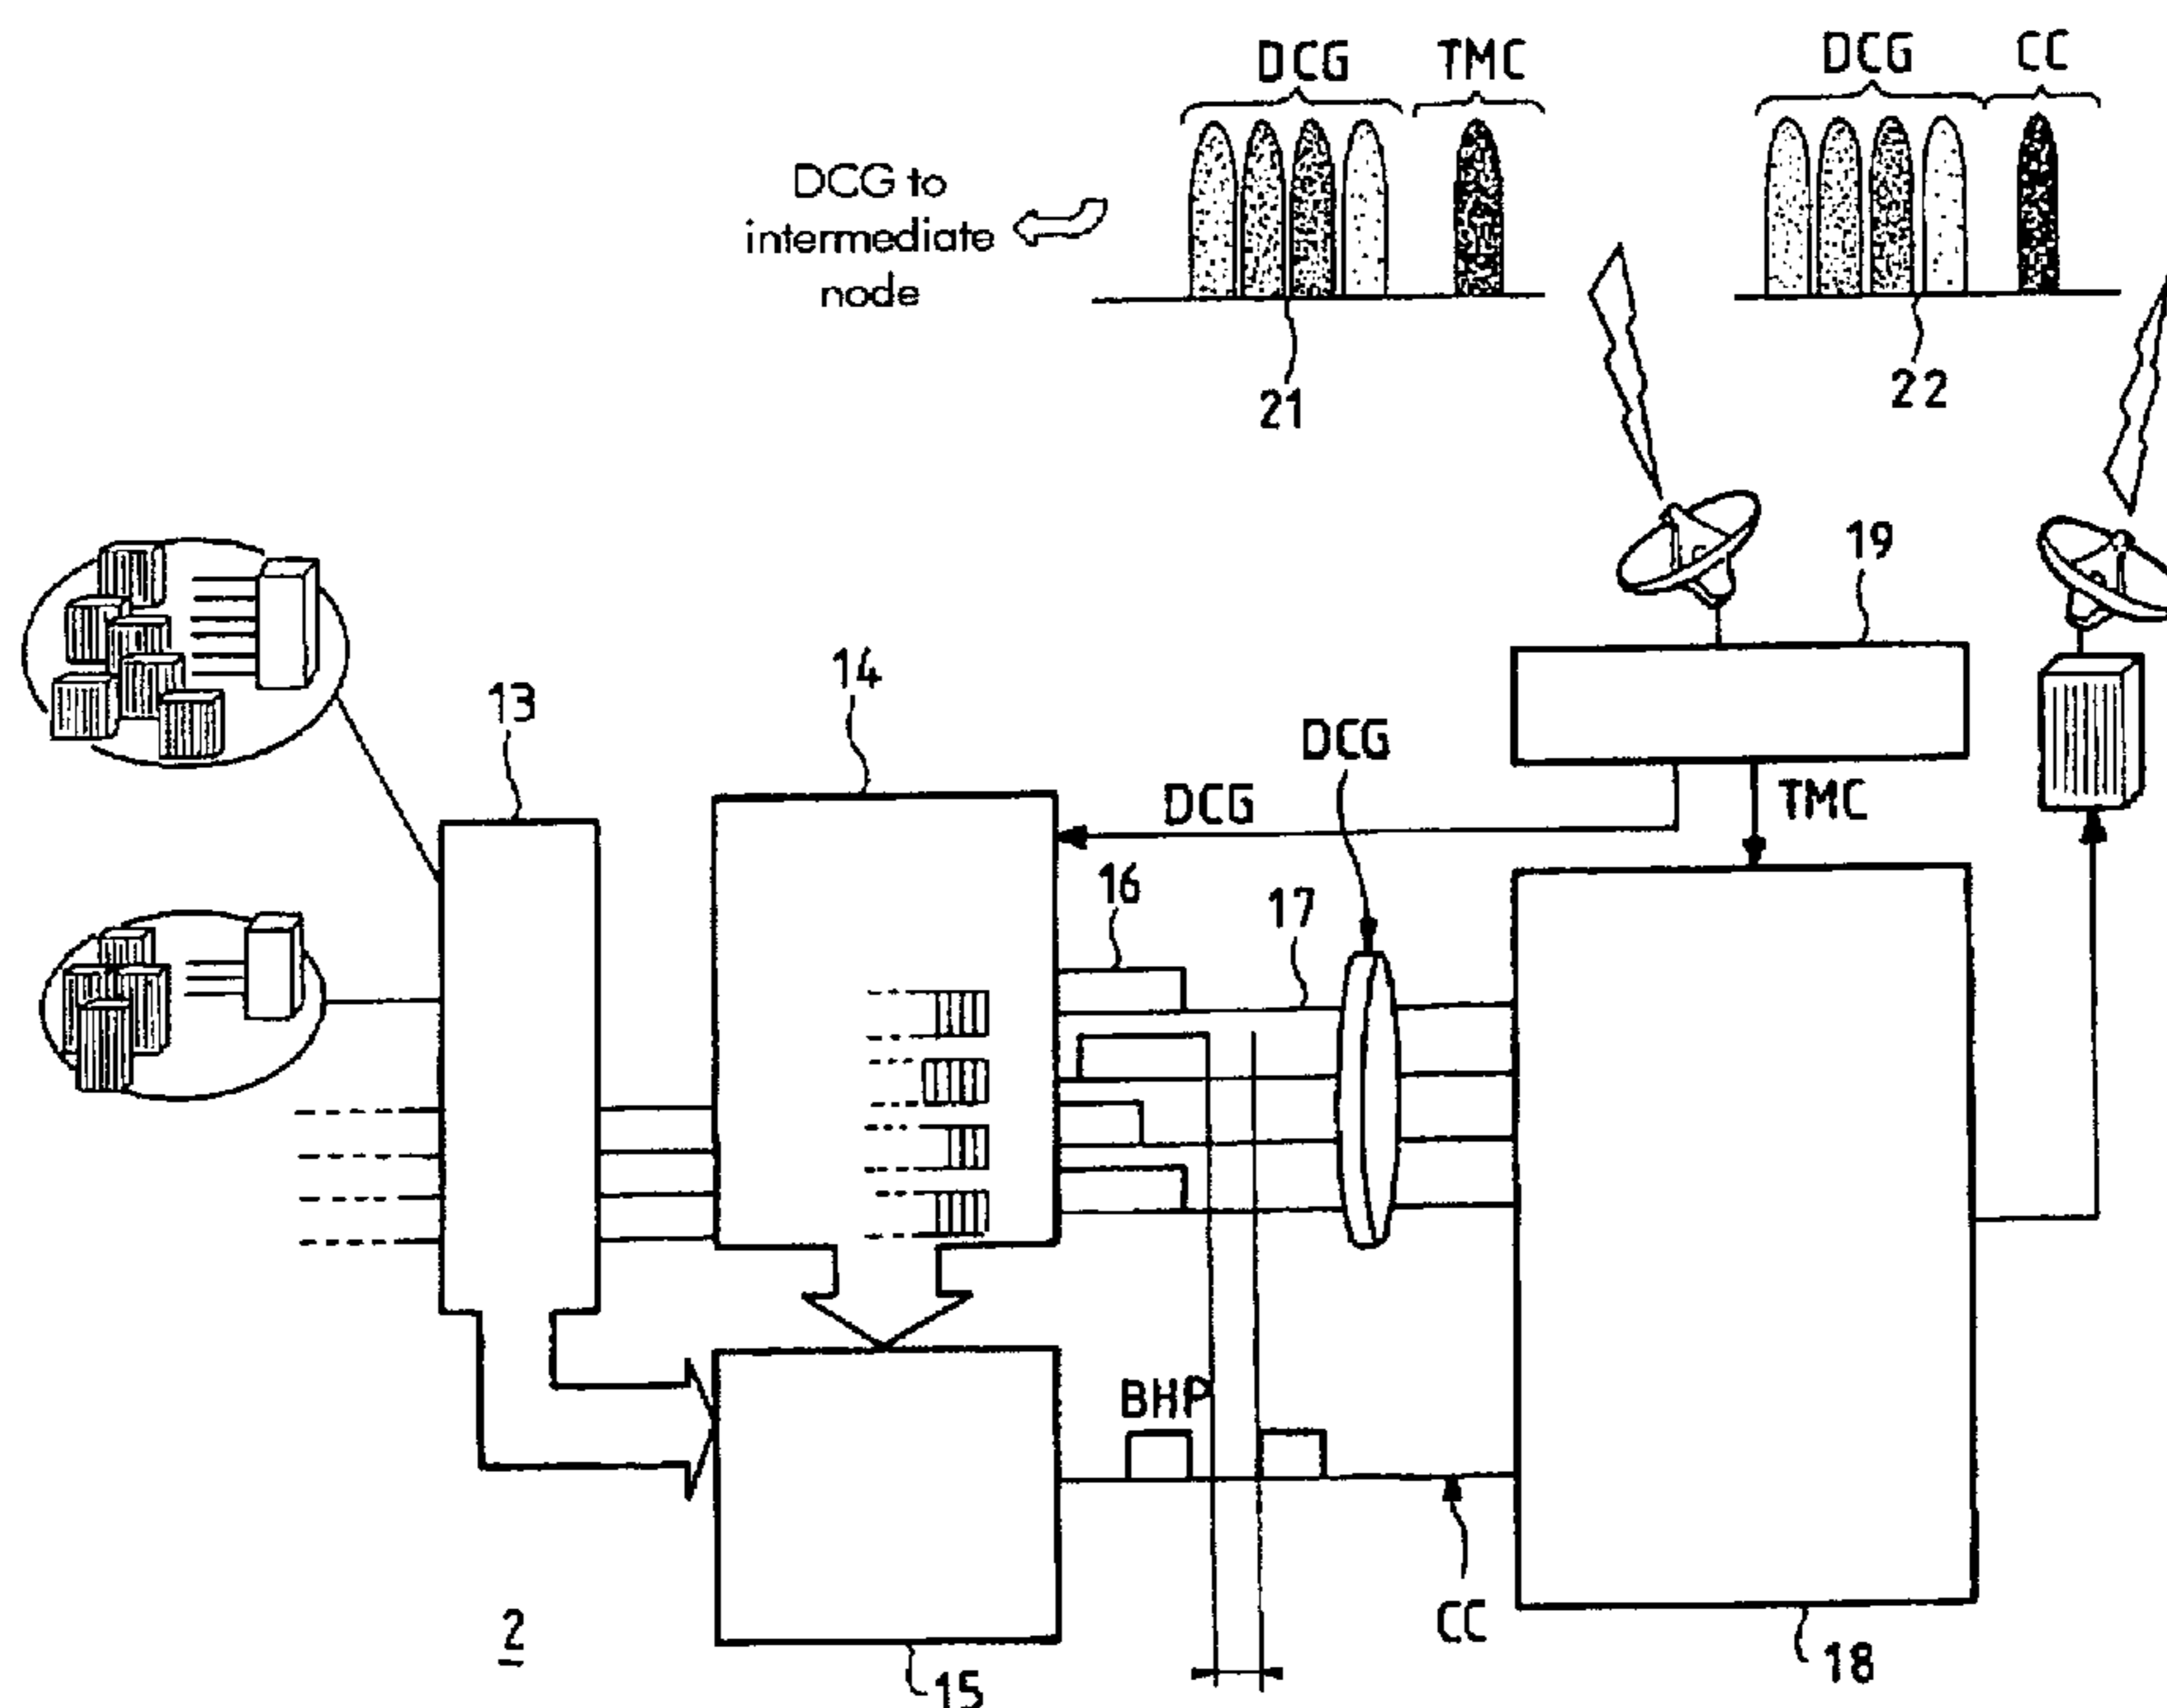 DCG TMC DCG CC
DCG to
intermediate
node
21
22
19
14
13
DCG
DCG
TMC
16
17
BHP
CC
2
15
18